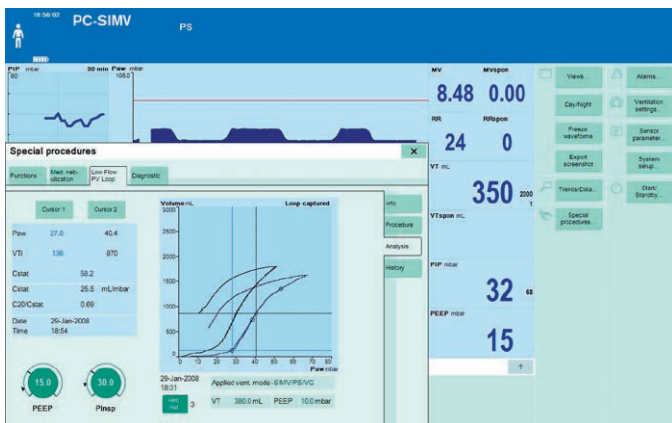 18:56:02
PC-SIMV
PS
PIP mbar
60
30 min
Paw mbar
100.0
MV
MVspon
8.48
0.00
RR
RRspon
24
0
VT mL
350
2000
1
VTspon mL
PIP mbar
32
60
PEEP mbar
15
Views...
Alarms...
Day/Night
Ventilation settings...
Freeze waveforms
Sensor parameter...
Export screenshot
System setup...
Trends/Data...
Start/Standby...
Special procedures...
Special procedures
Functions
Med. neb-
ulization
Low Flow
PV Loop
Diagnostic
Cursor 1
Cursor 2
Paw
27.8
40.4
VTi
136
870
Cstat
58.2
Cstat
25.5
mL/mbar
C20/Cstat
0.69
Date
29-Jan-2008
Time
18:54
15.0
PEEP
30.0
PInsp
Volume mL
Loop captured
3000
2500
2000
1500
1000
500
0
0 10 20 30 40 50 60 70 80
Paw mbar
Info
Procedure
Analysis
History
29-Jan-2008
18:31
Applied vent. mode
SIMV/PS/VG
Ref
3
VT
380.0 mL
PEEP
10.0 mbar